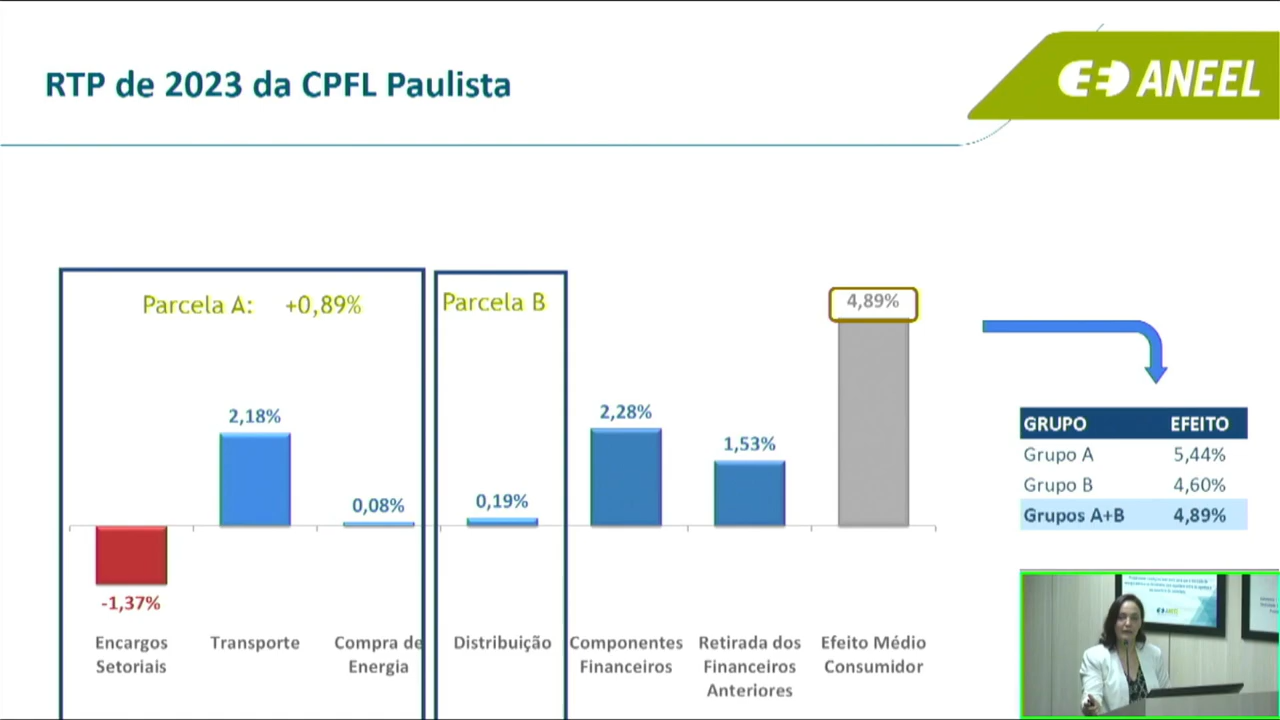 RTP de 2023 da CPFL Paulista
ANEEL
Parcela A: +0,89%
Parcela B
4,89%
2,18%
2,28%
1,53%
0,08%
0,19%
-1,37%
Encargos
Setoriais
Transporte
Compra de
Energia
Distribuição
Componentes
Financeiros
Retirada dos
Financeiros
Anteriores
Efeito Médio
Consumidor
GRUPO EFEITO
Grupo A 5,44%
Grupo B 4,60%
Grupos A+B 4,89%
ANEEL